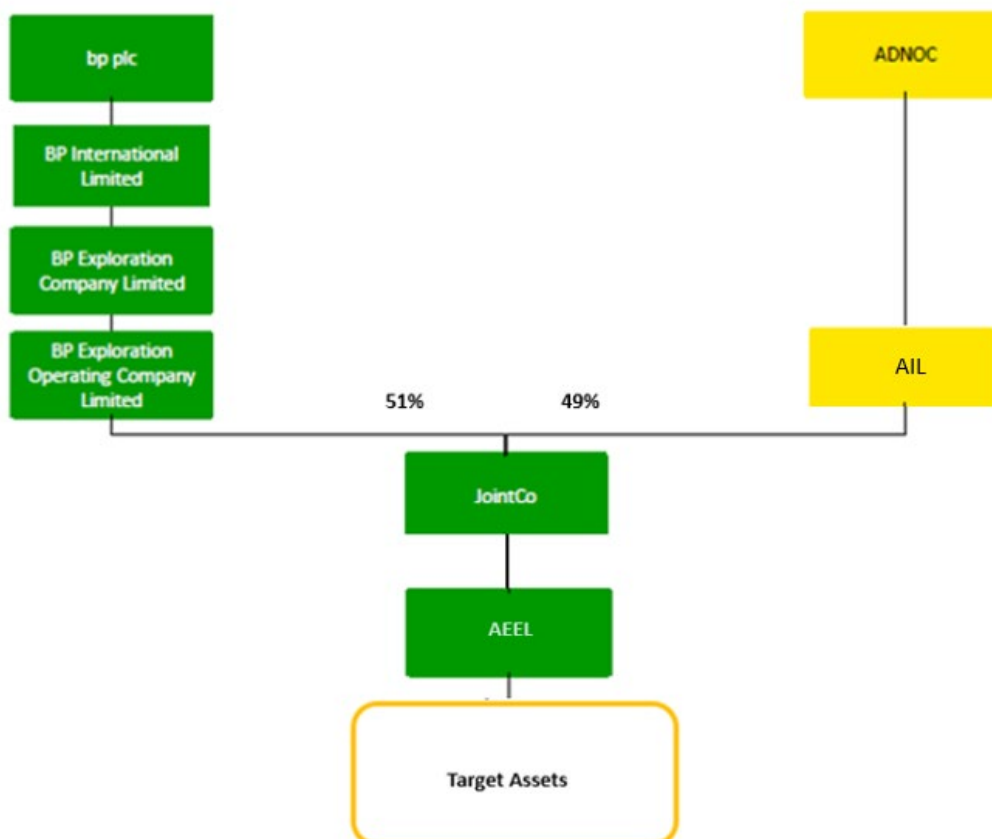 bp plc
ADNOC
BP International
Limited
BP Exploration
Company Limited
BP Exploration
Operating Company
Limited
AIL
51%
49%
JointCo
AEEL
Target Assets